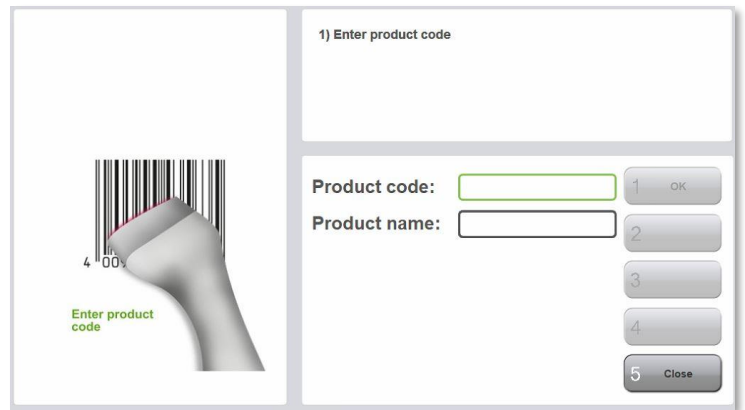 1) Enter product code
4 00
Enter product
code
Product code:
Product name:
1 OK
2
3
4
5 Close